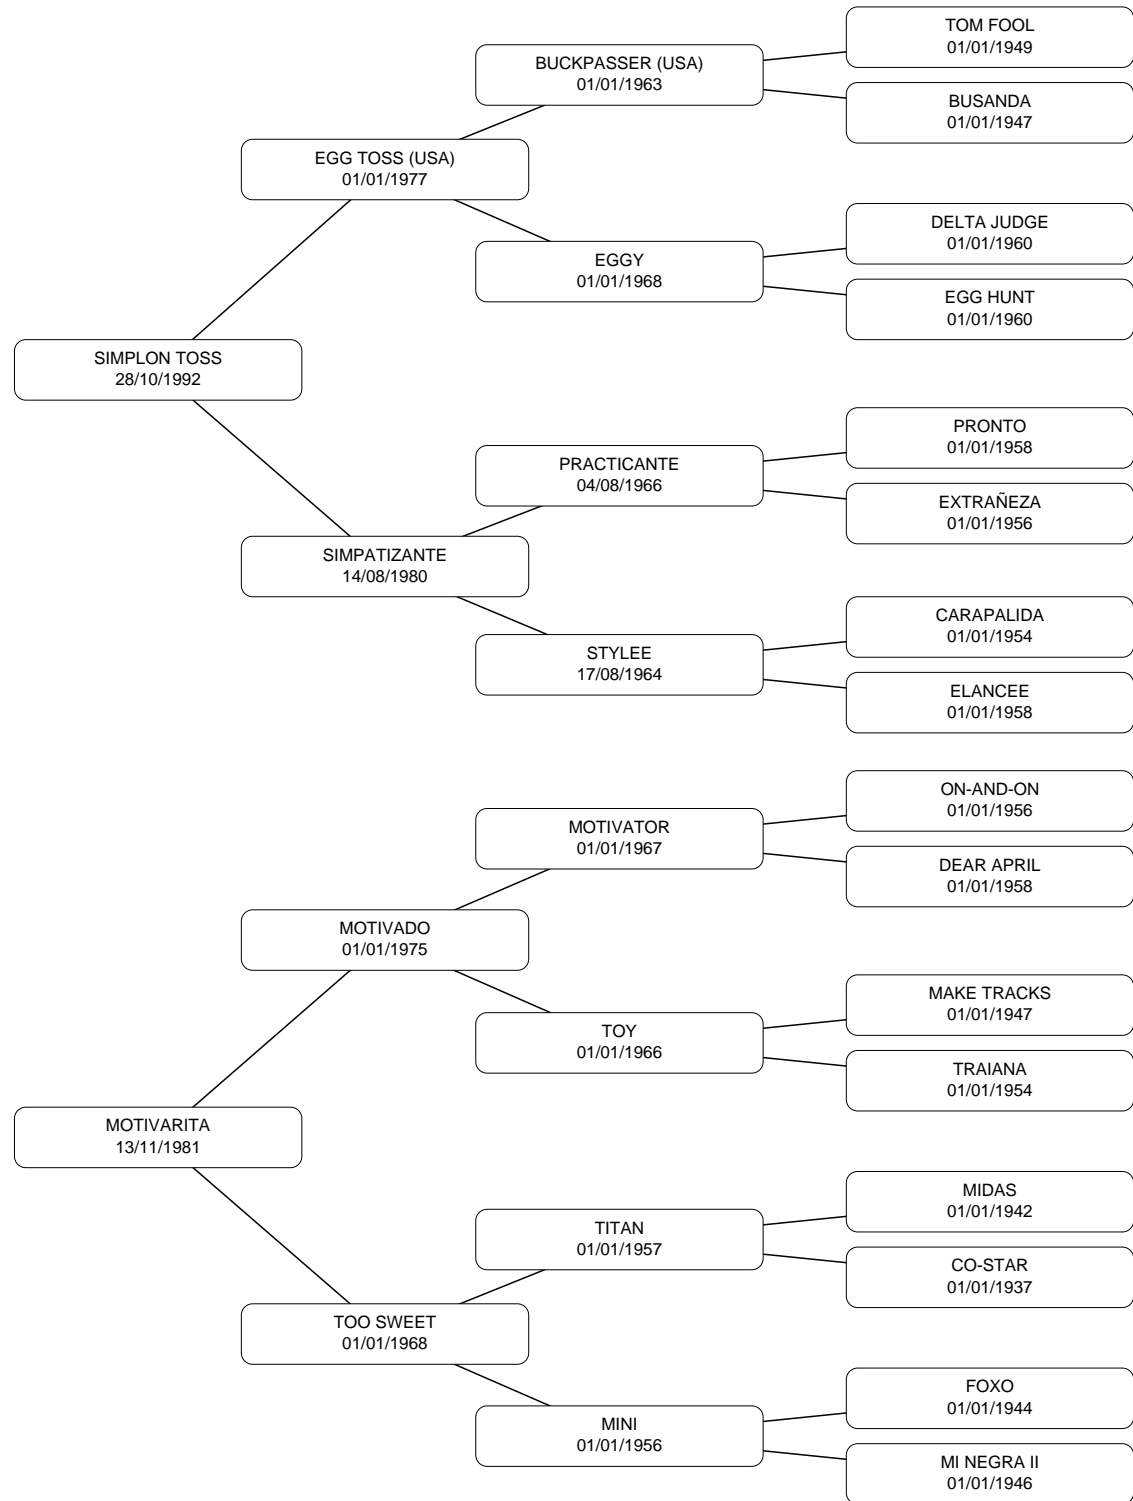 TOM FOOL
01/01/1949
BUCKPASSER (USA)
01/01/1963
BUSANDA
01/01/1947
EGG TOSS (USA)
01/01/1977
DELTA JUDGE
01/01/1960
EGGY
01/01/1968
EGG HUNT
01/01/1960
SIMPLON TOSS
28/10/1992
PRONTO
01/01/1958
PRACTICANTE
04/08/1966
EXTRAÑEZA
01/01/1956
SIMPATIZANTE
14/08/1980
CARAPALIDA
01/01/1954
STYLEE
17/08/1964
ELANCEE
01/01/1958
ON-AND-ON
01/01/1956
MOTIVATOR
01/01/1967
DEAR APRIL
01/01/1958
MOTIVADO
01/01/1975
MAKE TRACKS
01/01/1947
TOY
01/01/1966
TRAIANA
01/01/1954
MOTIVARITA
13/11/1981
MIDAS
01/01/1942
TITAN
01/01/1957
CO-STAR
01/01/1937
TOO SWEET
01/01/1968
FOXO
01/01/1944
MINI
01/01/1956
MI NEGRA II
01/01/1946